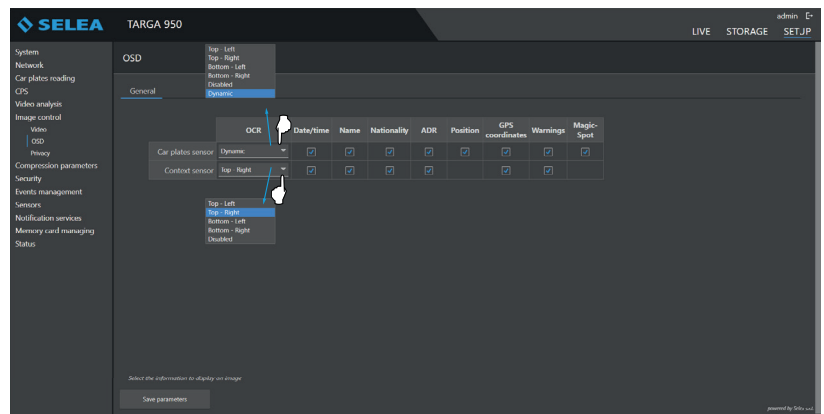 SELEA
TARGA 950
admin
LIVE STORAGE SETUP
System
Network
Car plates reading
CPS
Video analysis
Image control
Video
OSD
Privacy
Compression parameters
Security
Events management
Sensors
Notification services
Memory card managing
Status
OSD
General
Top - Left
Top - Right
Bottom - Left
Bottom - Right
Disabled
Dynamic
OCR Date/time Name Nationality ADR Position GPS coordinates Warnings Magic-Spot
Car plates sensor Dynamic
Context sensor Top - Right
Top - Left
Top - Right
Bottom - Left
Bottom - Right
Disabled
Select the information to display on image
Save parameters
powered by Selea s.r.l.